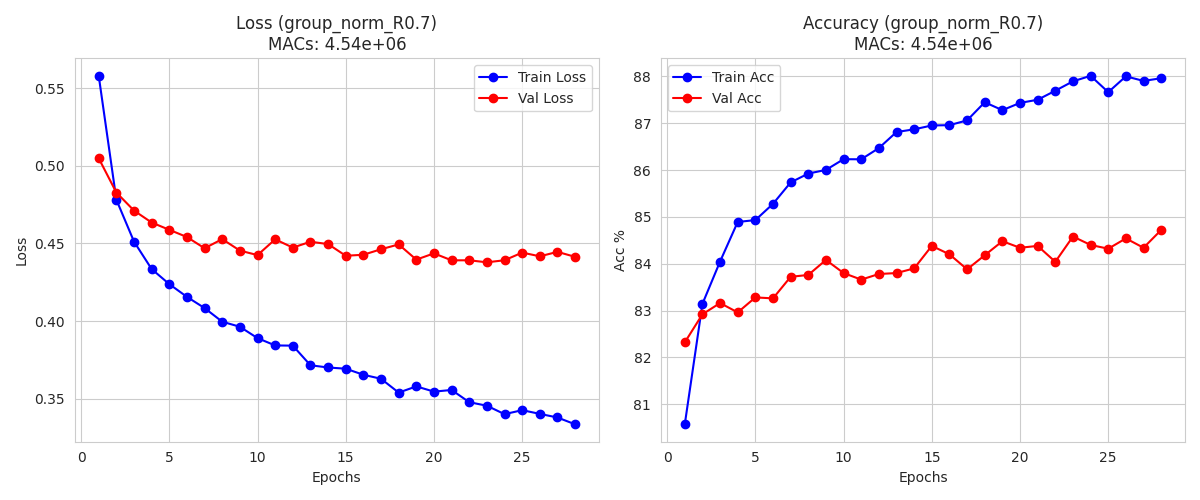 Loss (group_norm_R0.7)
MACs: 4.54e+06
Train Loss
Val Loss
0.55
0.50
0.45
0.40
0.35
Loss
0 5 10 15 20 25
Epochs
Accuracy (group_norm_R0.7)
MACs: 4.54e+06
Train Acc
Val Acc
88
87
86
85
84
83
82
81
Acc %
0 5 10 15 20 25
Epochs